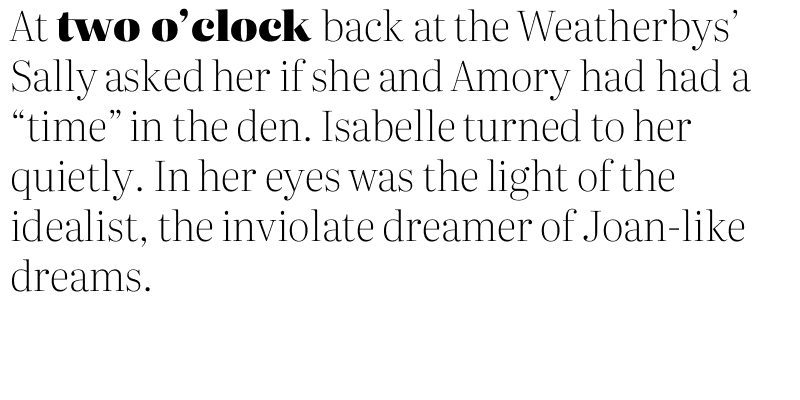 At two o’clock back at the Weatherbys’
Sally asked her if she and Amory had had a
“time” in the den. Isabelle turned to her
quietly. In her eyes was the light of the
idealist, the inviolate dreamer of Joan-like
dreams.